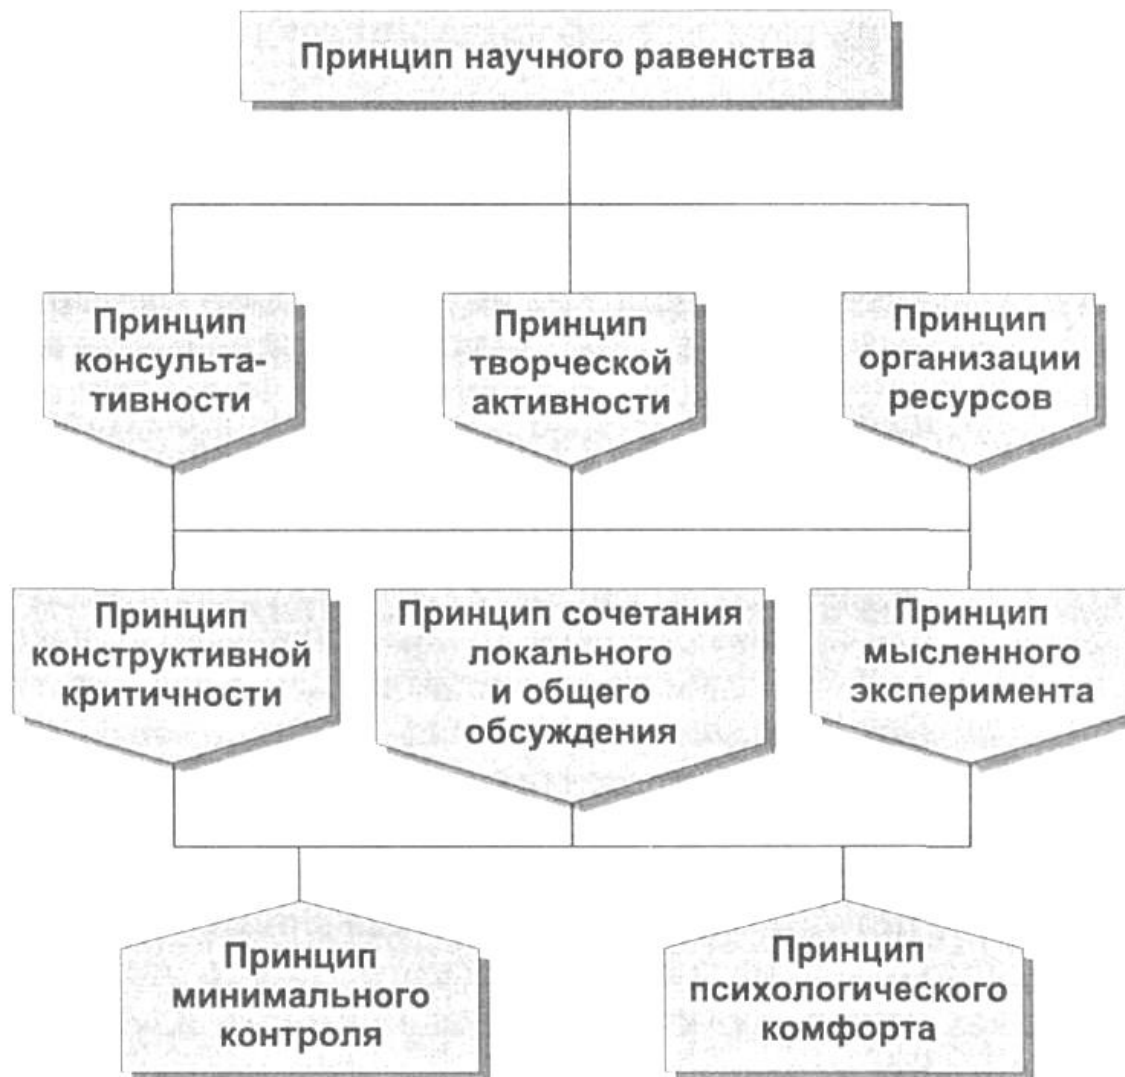 Принцип научного равенства
Принцип
консульта-
тивности
Принцип
творческой
активности
Принцип
организации
ресурсов
Принцип
конструктивной
критичности
Принцип сочетания
локального
и общего
обсуждения
Принцип
мысленного
эксперимента
Принцип
минимального
контроля
Принцип
психологического
комфорта